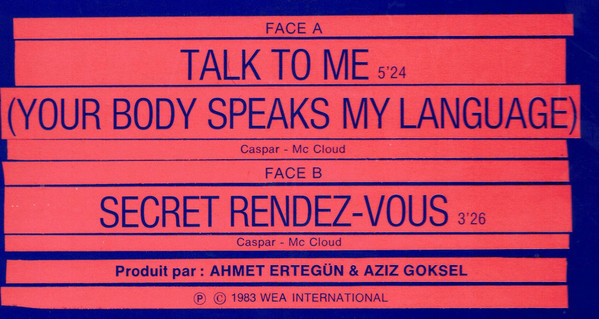 FACE A
TALK TO ME 5'24
(YOUR BODY SPEAKS MY LANGUAGE)
Caspar - Mc Cloud
FACE B
SECRET RENDEZ-VOUS 3'26
Caspar - Mc Cloud
Produit par : AHMET ERTEGÜN & AZIZ GOKSEL
℗ © 1983 WEA INTERNATIONAL